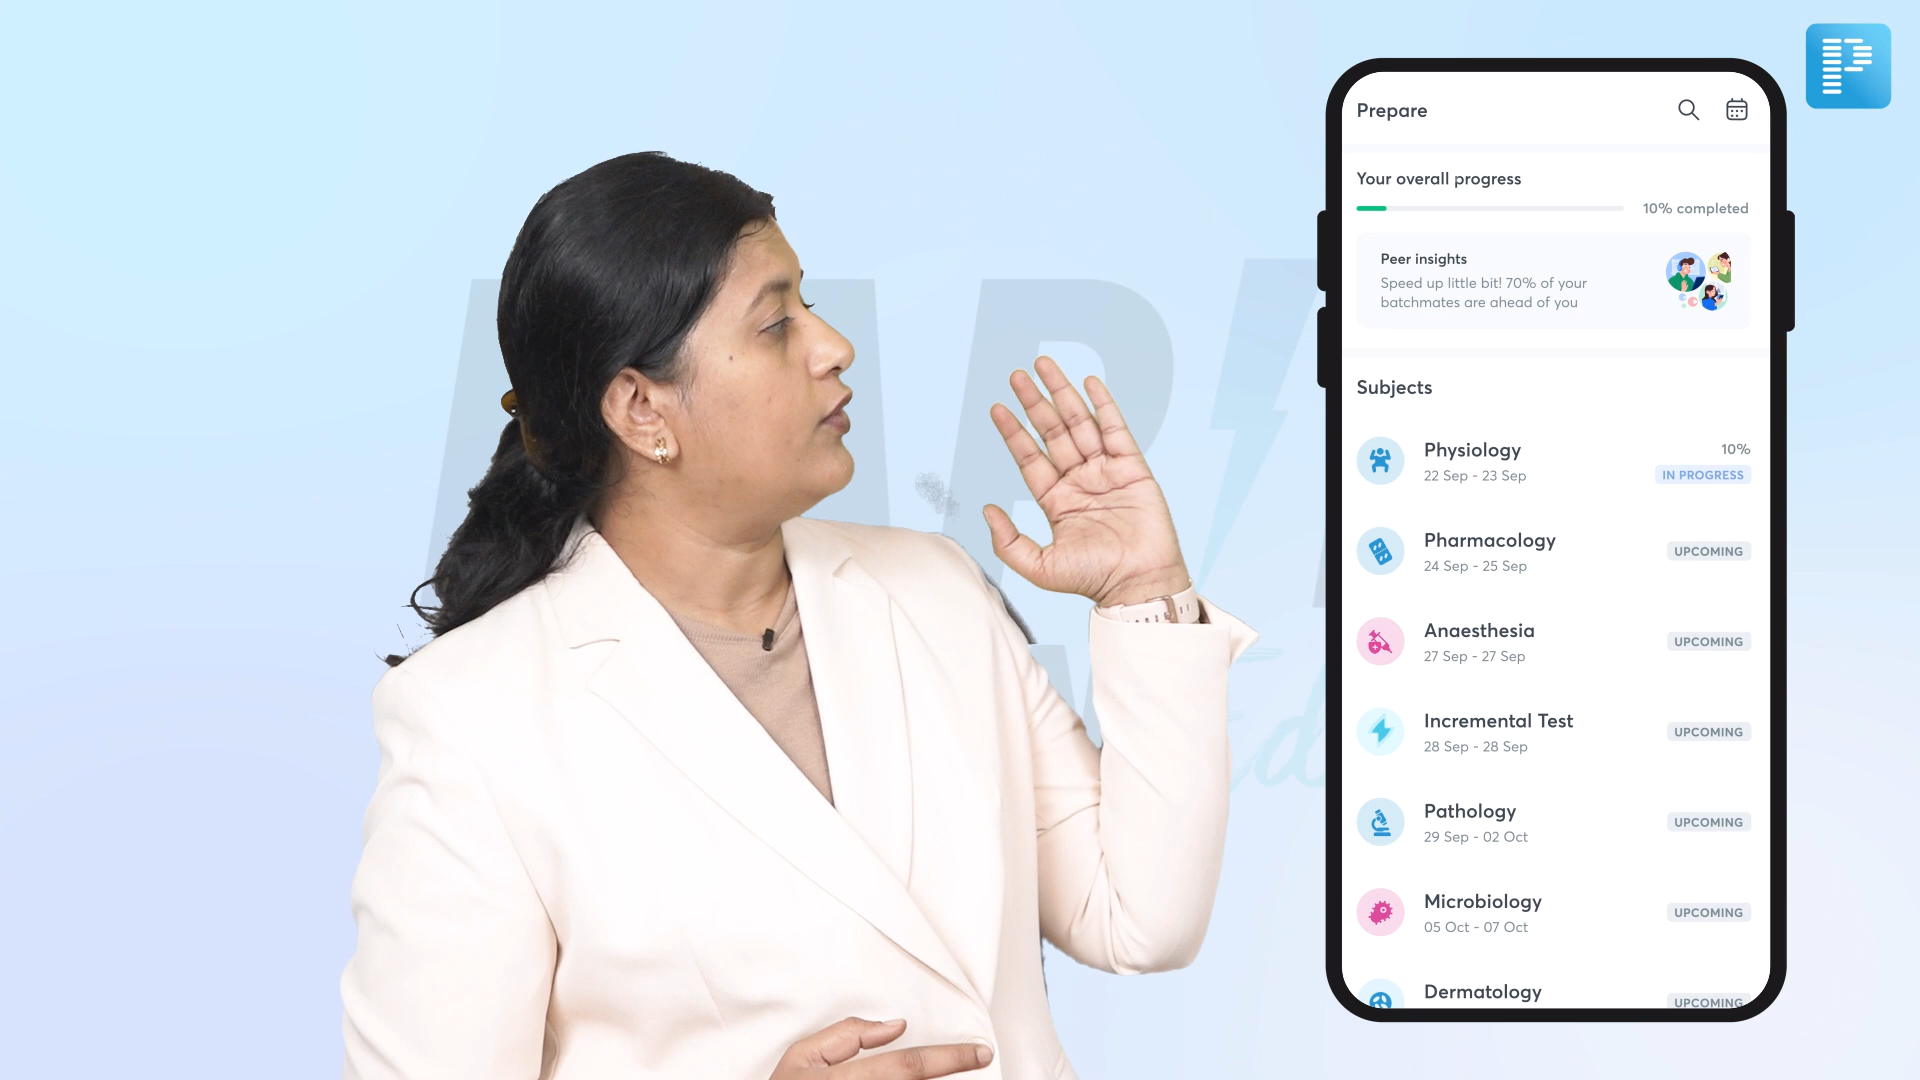 Prepare
Your overall progress
10% completed
Peer insights
Speed up little bit! 70% of your
batchmates are ahead of you
Subjects
Physiology
10%
22 Sep - 23 Sep
IN PROGRESS
Pharmacology
24 Sep - 25 Sep
UPCOMING
Anaesthesia
27 Sep - 27 Sep
UPCOMING
Incremental Test
28 Sep - 28 Sep
UPCOMING
Pathology
29 Sep - 02 Oct
UPCOMING
Microbiology
05 Oct - 07 Oct
UPCOMING
Dermatology
UPCOMING